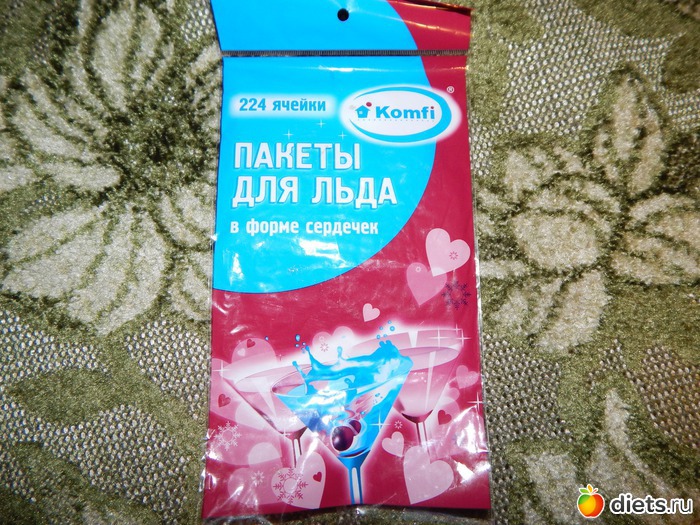 224 ячейки
Komfi ®
ПАКЕТЫ
ДЛЯ ЛЬДА
в форме сердечек
diets.ru